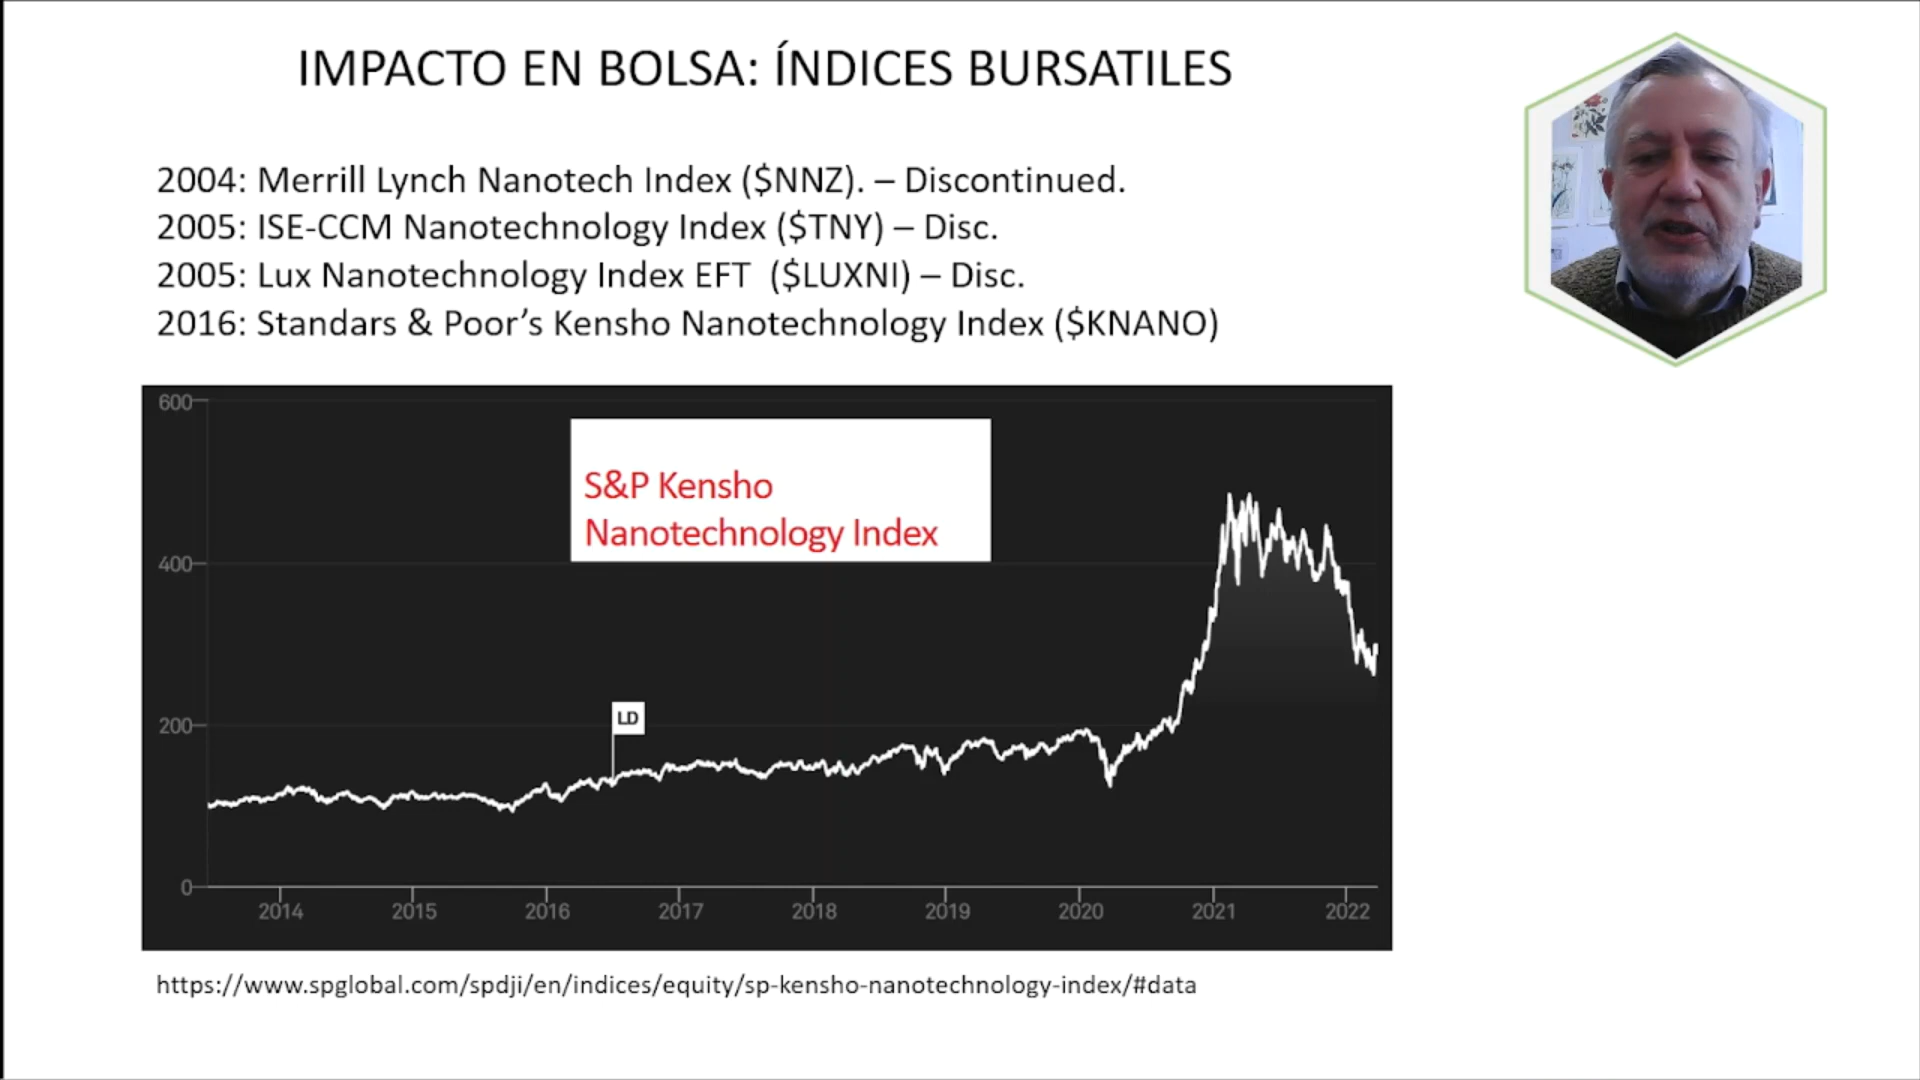 IMPACTO EN BOLSA: ÍNDICES BURSATILES
2004: Merrill Lynch Nanotech Index ($NNZ). – Discontinued.
2005: ISE-CCM Nanotechnology Index ($TNY) – Disc.
2005: Lux Nanotechnology Index EFT ($LUXNI) – Disc.
2016: Standars & Poor’s Kensho Nanotechnology Index ($KNANO)
600
S&P Kensho
Nanotechnology Index
400
LD
200
0
2014 2015 2016 2017 2018 2019 2020 2021 2022
https://www.spglobal.com/spdji/en/indices/equity/sp-kensho-nanotechnology-index/#data